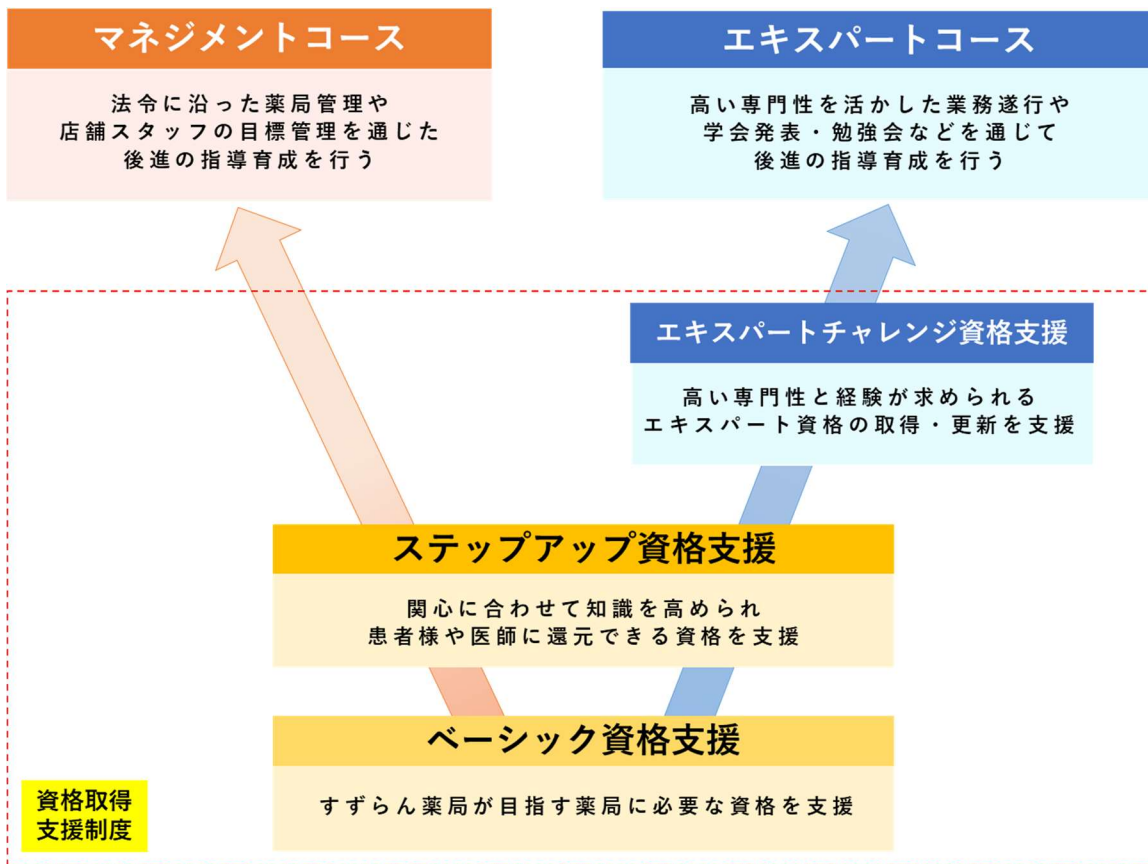 マネジメントコース
法令に沿った薬局管理や
店舗スタッフの目標管理を通じた
後進の指導育成を行う
エキスパートコース
高い専門性を活かした業務遂行や
学会発表・勉強会などを通じて
後進の指導育成を行う
エキスパートチャレンジ資格支援
高い専門性と経験が求められる
エキスパート資格の取得・更新を支援
ステップアップ資格支援
関心に合わせて知識を高められ
患者様や医師に還元できる資格を支援
ベーシック資格支援
すずらん薬局が目指す薬局に必要な資格を支援
資格取得
支援制度